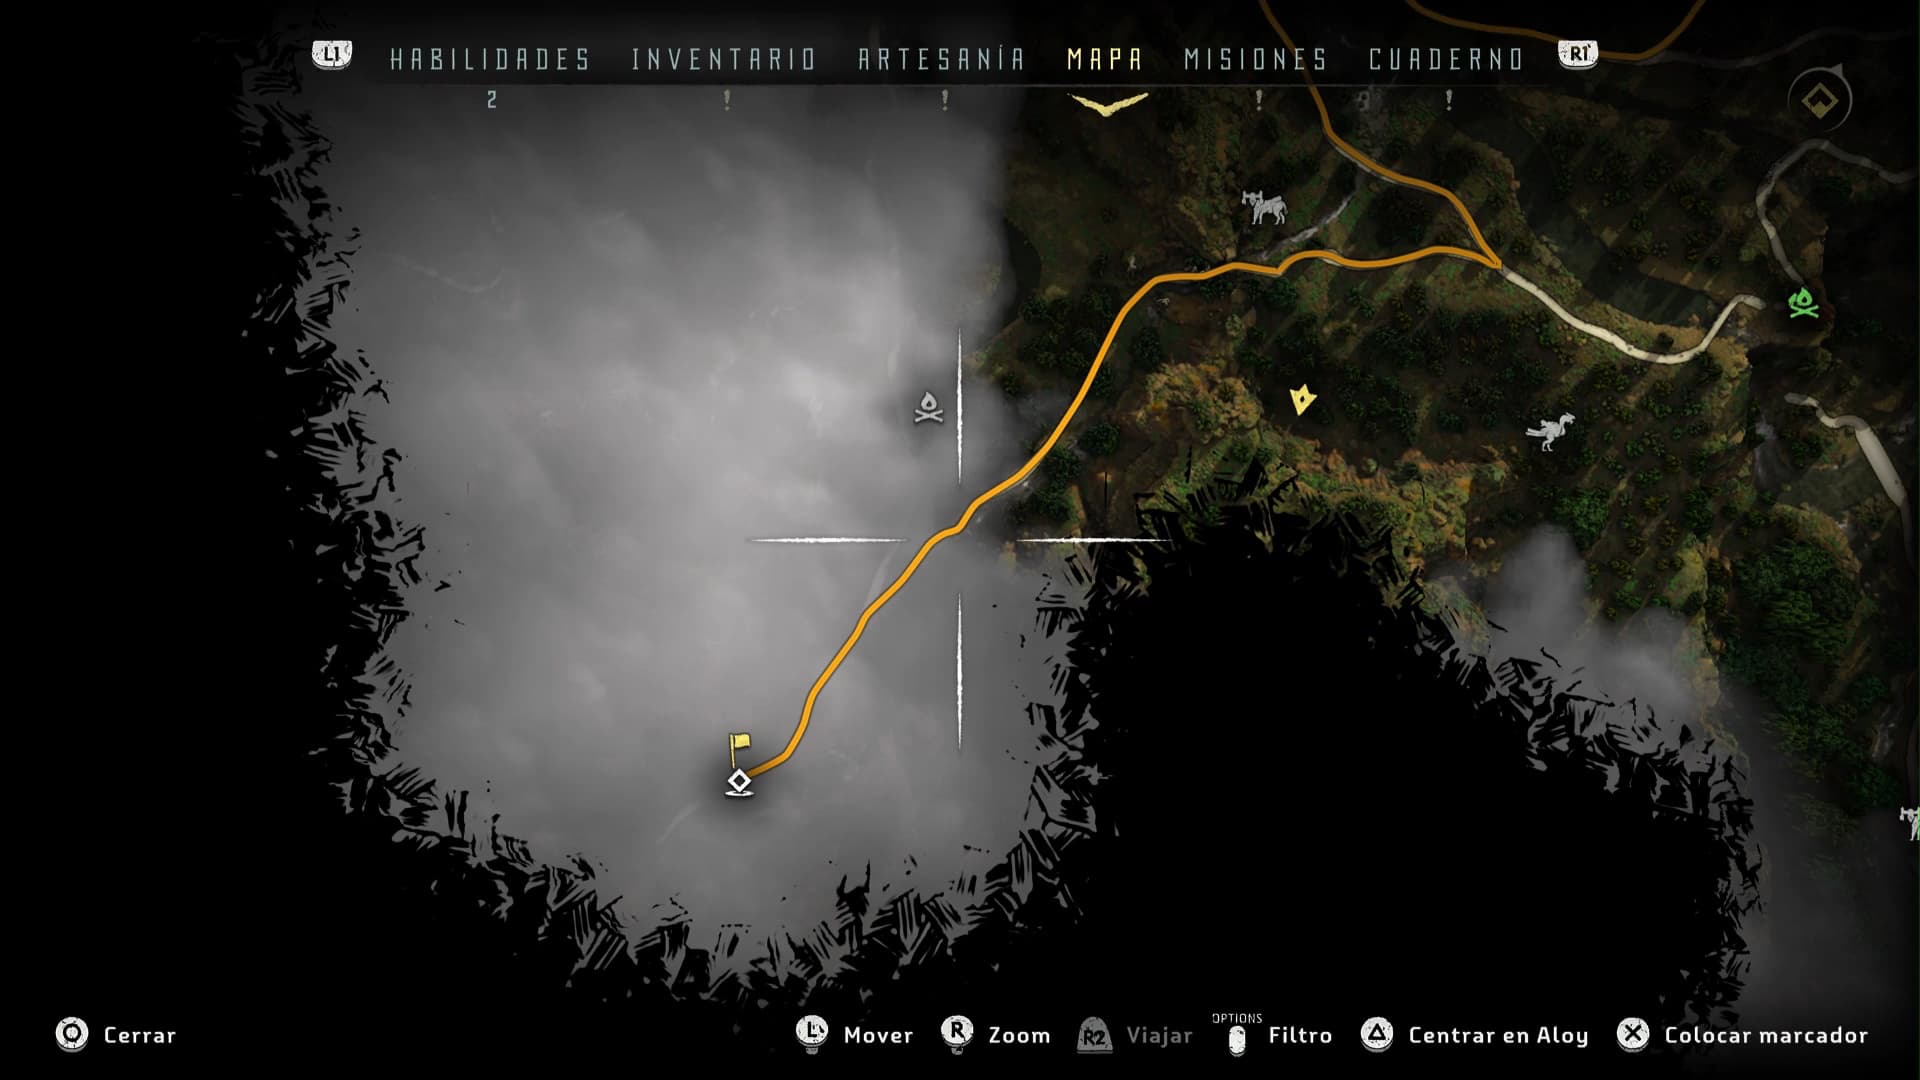 L1 HABILIDADES INVENTARIO ARTESANÍA MAPA MISIONES CUADERNO R1
2 ! ! ! !
Cerrar L Mover R Zoom R2 Viajar OPTIONS Filtro Centrar en Aloy Colocar marcador